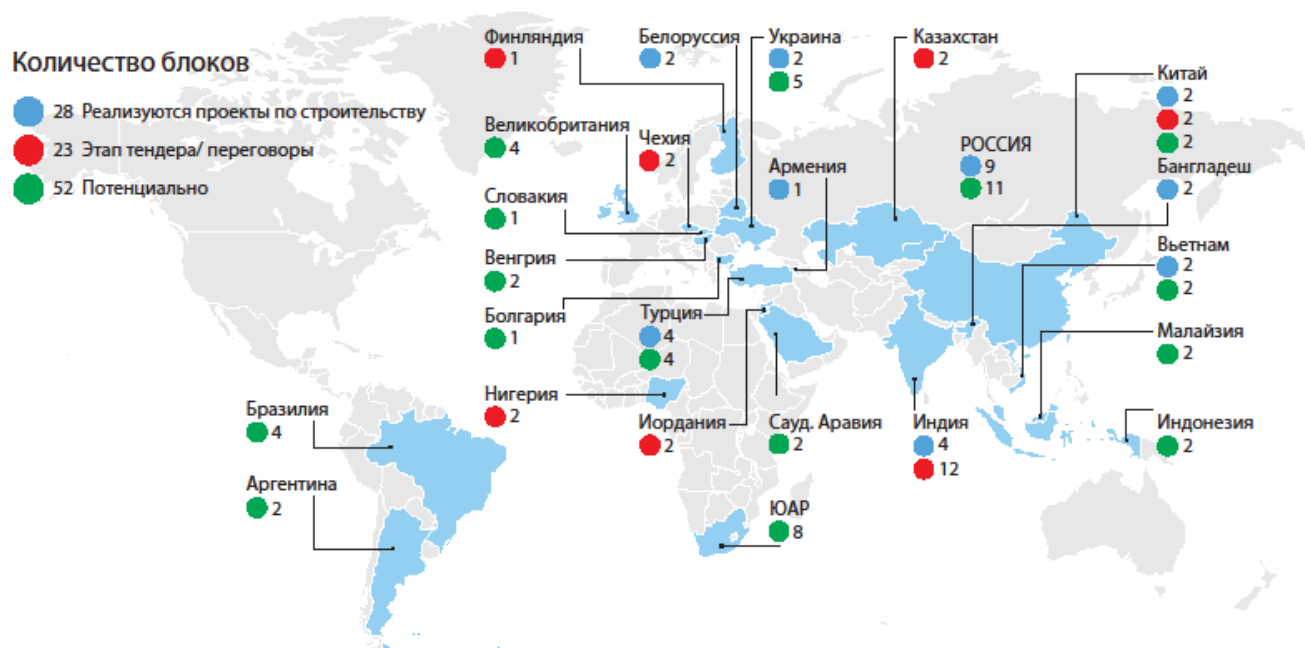 Количество блоков
28 Реализуются проекты по строительству
23 Этап тендера/ переговоры
52 Потенциально
Финляндия
1
Белоруссия
2
Украина
2
5
Казахстан
2
Китай
2
2
2
Великобритания
4
Чехия
2
Армения
1
РОССИЯ
9
11
Бангладеш
2
Словакия
1
Венгрия
2
Вьетнам
2
2
Болгария
1
Турция
4
4
Малайзия
2
Нигерия
2
Иордания
2
Сауд. Аравия
2
Индия
4
12
Индонезия
2
Бразилия
4
Аргентина
2
ЮАР
8